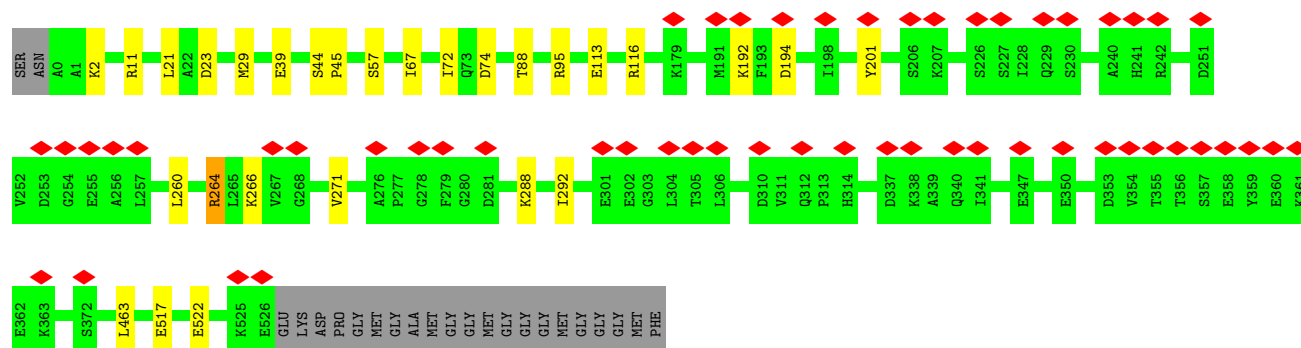 SER ASN A0 A1 K2 R11 L21 A22 D23 M29 E39 S44 P45 S57 I67 I72 Q73 D74 T88 R95 E113 R116 K179 M191 K192 F193 D194 I198 Y201 S206 K207 S226 S227 I228 Q229 S230 A240 H241 R242 D251
V252 D253 G254 E255 A256 L257 L260 R264 L265 K266 V267 G268 V271 A276 P277 G278 F279 G280 D281 K288 I292 E301 E302 G303 L304 T305 L306 D310 V311 Q312 P313 H314 D337 K338 A339 Q340 I341 E347 E350 D353 V354 T355 T356 S357 E358 Y359 E360 K361
E362 K363 S372 L463 E517 E522 K525 E526 GLU LYS ASP PRO GLY MET GLY ALA MET GLY GLY MET GLY GLY GLY MET GLY GLY GLY MET PHE